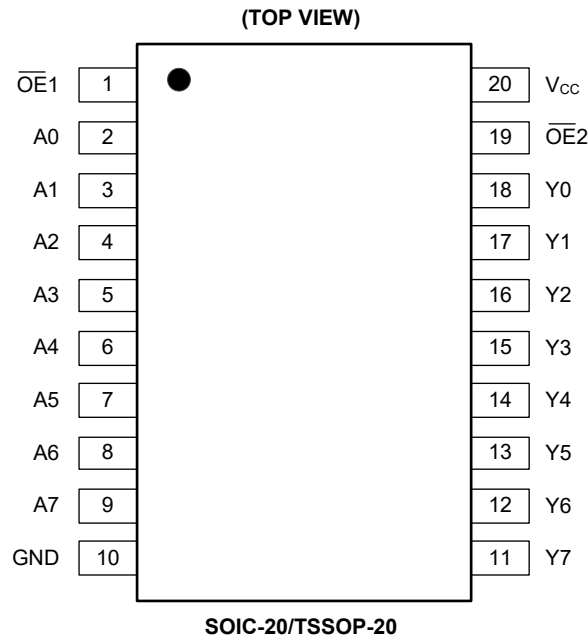 (TOP VIEW)
O̅E̅1 1 20 VCC
A0 2 19 O̅E̅2
A1 3 18 Y0
A2 4 17 Y1
A3 5 16 Y2
A4 6 15 Y3
A5 7 14 Y4
A6 8 13 Y5
A7 9 12 Y6
GND 10 11 Y7
SOIC-20/TSSOP-20